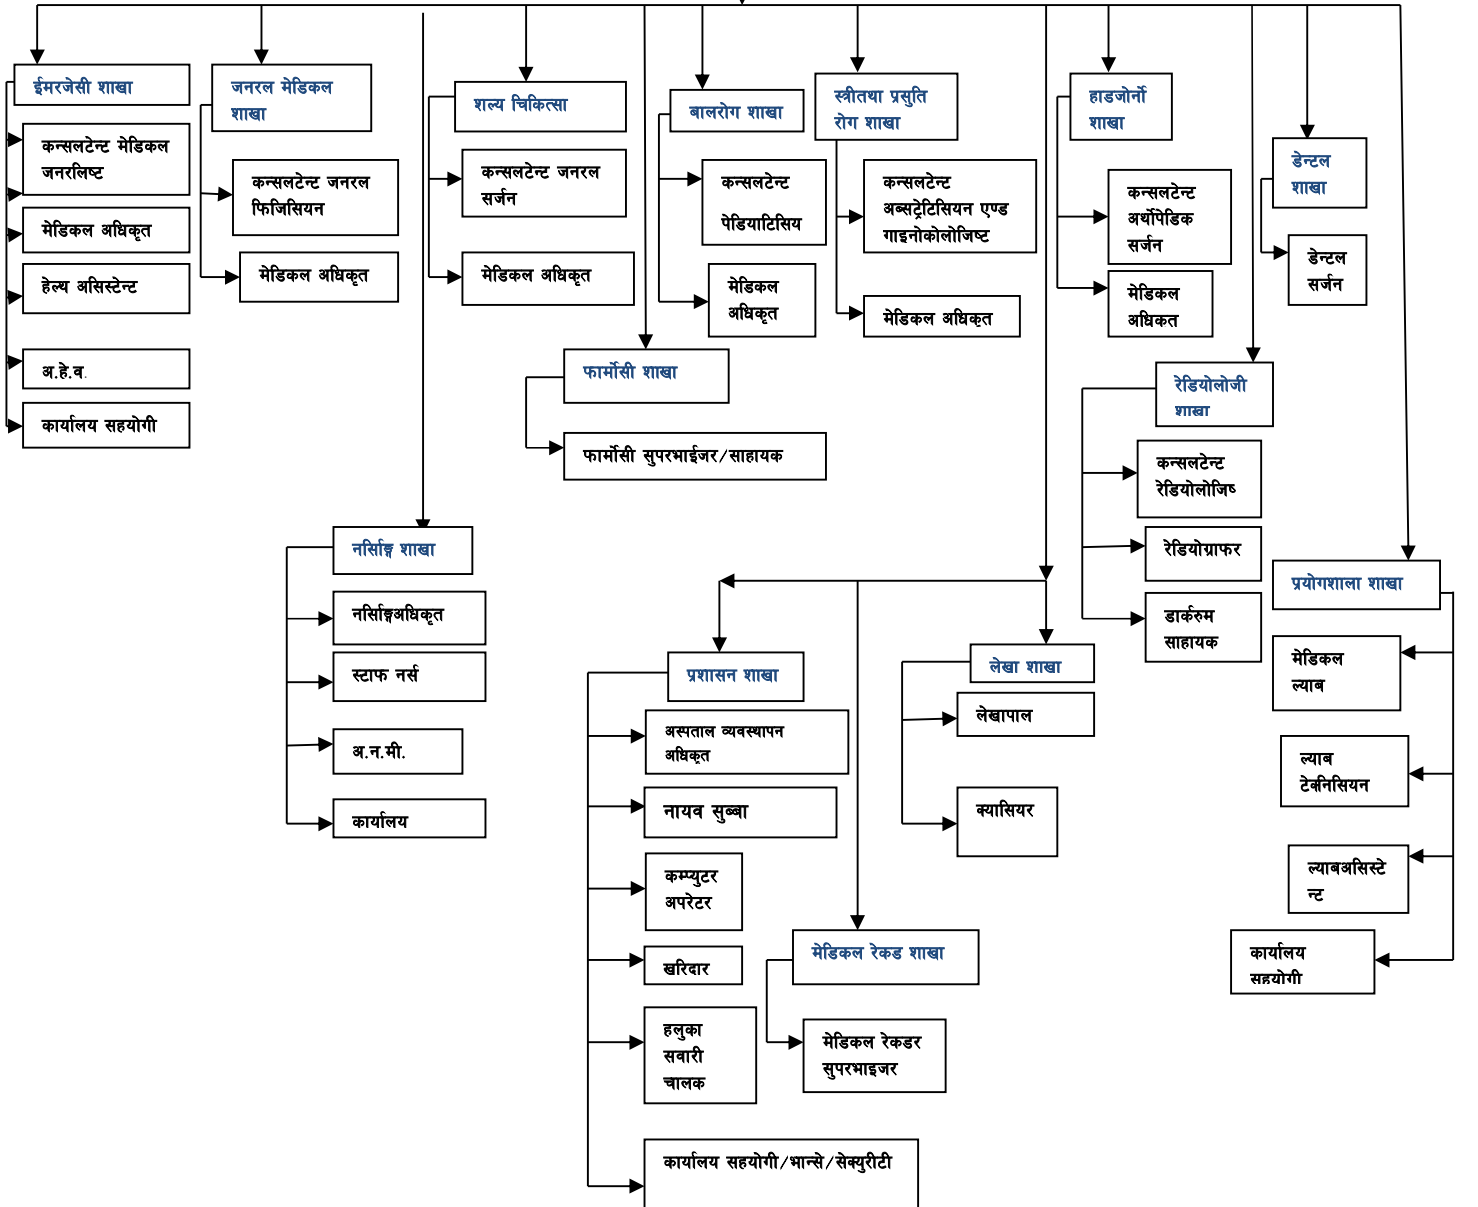 ईमरजेसी शाखा
कन्सलटेन्ट मेडिकल
जनरलिष्ट
मेडिकल अधिकृत
हेल्थ असिस्टेन्ट
अ.हे.व.
कार्यालय सहयोगी
जनरल मेडिकल
शाखा
कन्सलटेन्ट जनरल
फिजिसियन
मेडिकल अधिकृत
शल्य चिकित्सा
कन्सलटेन्ट जनरल
सर्जन
मेडिकल अधिकृत
बालरोग शाखा
कन्सलटेन्ट
पेडियाटिसिय
मेडिकल
अधिकृत
स्त्रीतथा प्रसुति
रोग शाखा
कन्सलटेन्ट
अब्सट्रेटिसियन एण्ड
गाइनोकोलोजिष्ट
मेडिकल अधिकृत
हाडजोर्नी
शाखा
कन्सलटेन्ट
अर्थोपेडिक
सर्जन
मेडिकल
अधिकत
डेन्टल
शाखा
डेन्टल
सर्जन
फार्मोसी शाखा
फार्मोसी सुपरभाईजर/साहायक
रेडियोलोजी
शाखा
कन्सलटेन्ट
रेडियोलोजिष्
रेडियोग्राफर
डार्करुम
साहायक
नर्सिाङ्ग शाखा
नर्सिाङ्गअधिकृत
स्टाफ नर्स
अ.न.मी.
कार्यालय
प्रयोगशाला शाखा
मेडिकल
ल्याब
ल्याब
टेक्निसियन
ल्याबअसिस्टे
न्ट
कार्यालय
सहयोगी
प्रशासन शाखा
अस्पताल व्यवस्थापन
अधिकृत
नायव सुब्बा
कम्प्युटर
अपरेटर
खरिदार
हलुका
सवारी
चालक
कार्यालय सहयोगी/भान्से/सेक्युरीटी
लेखा शाखा
लेखापाल
क्यासियर
मेडिकल रेकड शाखा
मेडिकल रेकडर
सुपरभाइजर